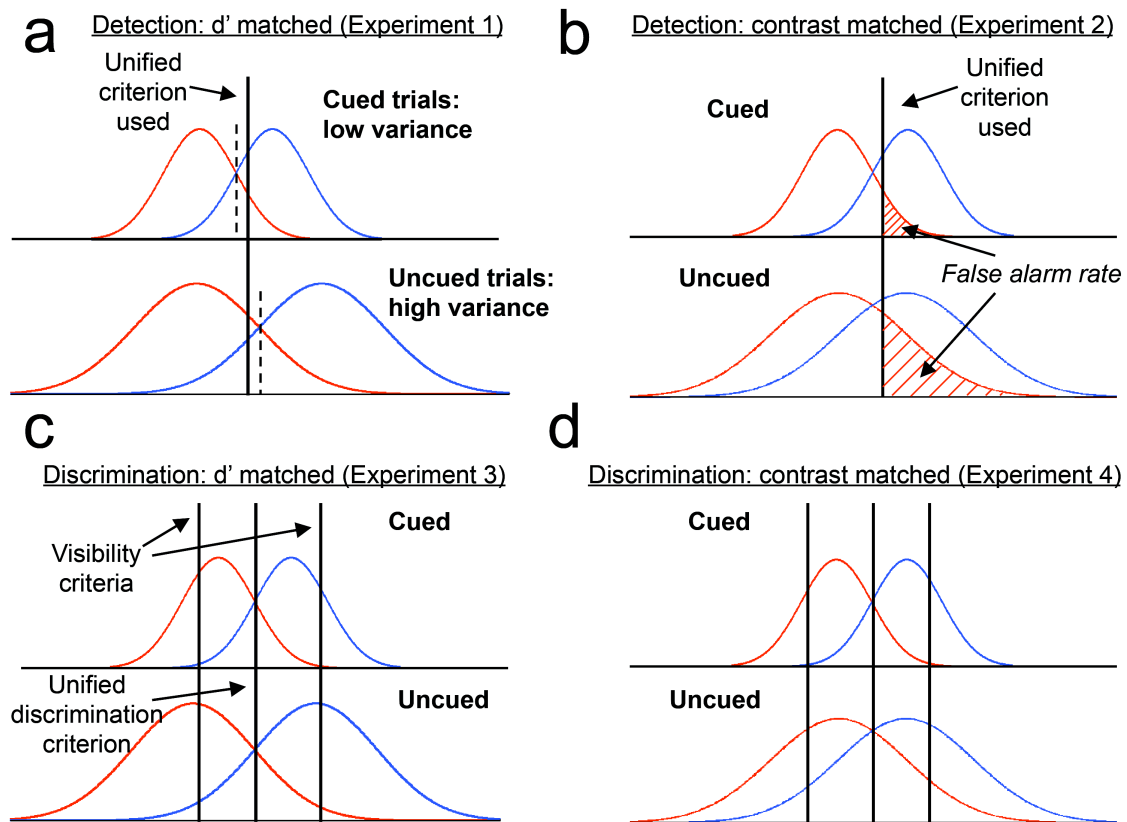 a
Detection: d' matched (Experiment 1)
Unified
criterion
used
Cued trials:
low variance
Uncued trials:
high variance
b
Detection: contrast matched (Experiment 2)
Cued
Unified
criterion
used
Uncued
False alarm rate
c
Discrimination: d' matched (Experiment 3)
Cued
Visibility
criteria
Unified
discrimination
criterion
Uncued
d
Discrimination: contrast matched (Experiment 4)
Cued
Uncued